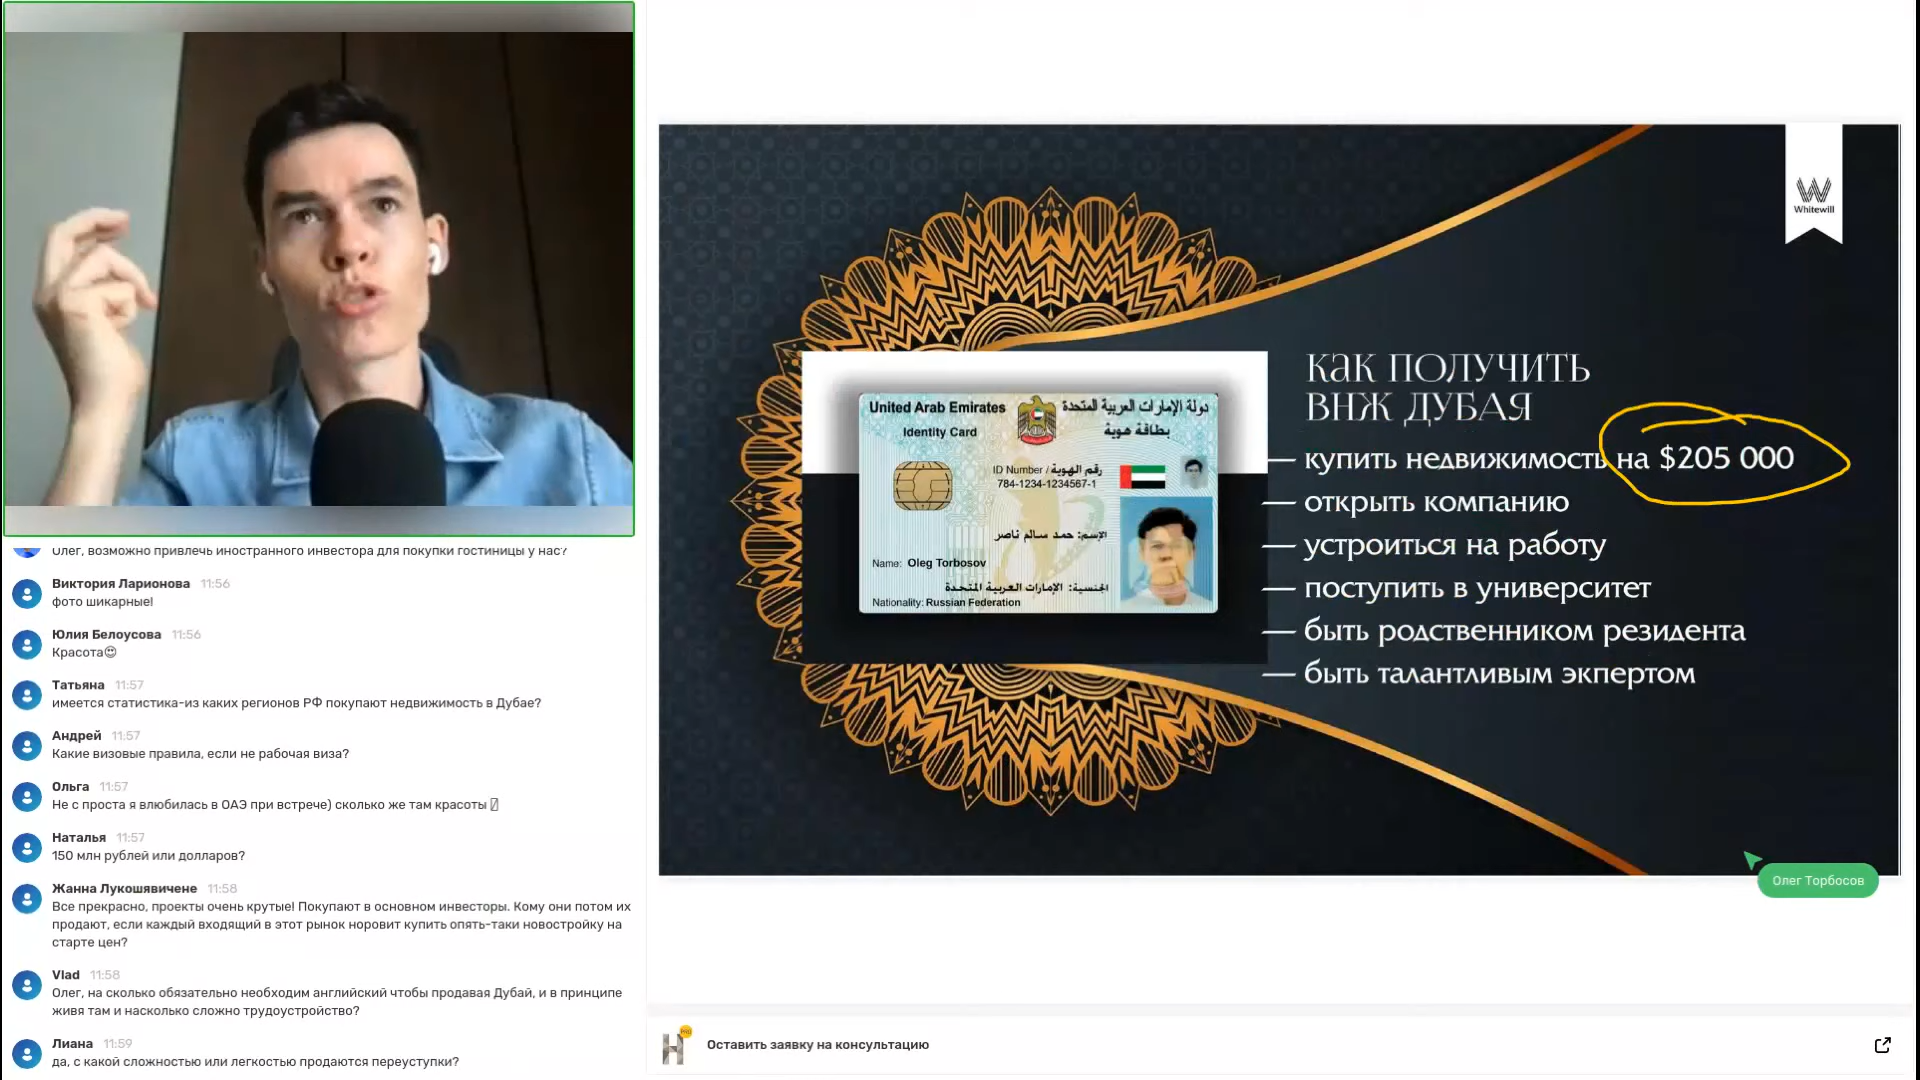 Олег, возможно привлечь иностранного инвестора для покупки гостиницы у нас?
Виктория Ларионова 11:56
фото шикарные!
Юлия Белоусова 11:56
Красота😍
Татьяна 11:57
имеется статистика-из каких регионов РФ покупают недвижимость в Дубае?
Андрей 11:57
Какие визовые правила, если не рабочая виза?
Ольга 11:57
Не с проста я влюбилась в ОАЭ при встрече) сколько же там красоты
Наталья 11:57
150 млн рублей или долларов?
Жанна Лукошявичене 11:58
Все прекрасно, проекты очень крутые! Покупают в основном инвесторы. Кому они потом их
продают, если каждый входящий в этот рынок норовит купить опять-таки новостройку на
старте цен?
Vlad 11:58
Олег, на сколько обязательно необходим английский чтобы продавая Дубай, и в принципе
живя там и насколько сложно трудоустройство?
Лиана 11:59
да, с какой сложностью или легкостью продаются переуступки?
Whitewill
United Arab Emirates دولة الإمارات العربية المتحدة
Identity Card بطاقة هوية
ID Number / رقم الهوية
784-1234-1234567-1
الإسم: حمد سالم ناصر
Name: Oleg Torbosov
الجنسية: الإمارات العربية المتحدة
Nationality: Russian Federation
КАК ПОЛУЧИТЬ
ВНЖ ДУБАЯ
— купить недвижимость на $205 000
— открыть компанию
— устроиться на работу
— поступить в университет
— быть родственником резидента
— быть талантливым экпертом
Олег Торбосов
PRO
Оставить заявку на консультацию